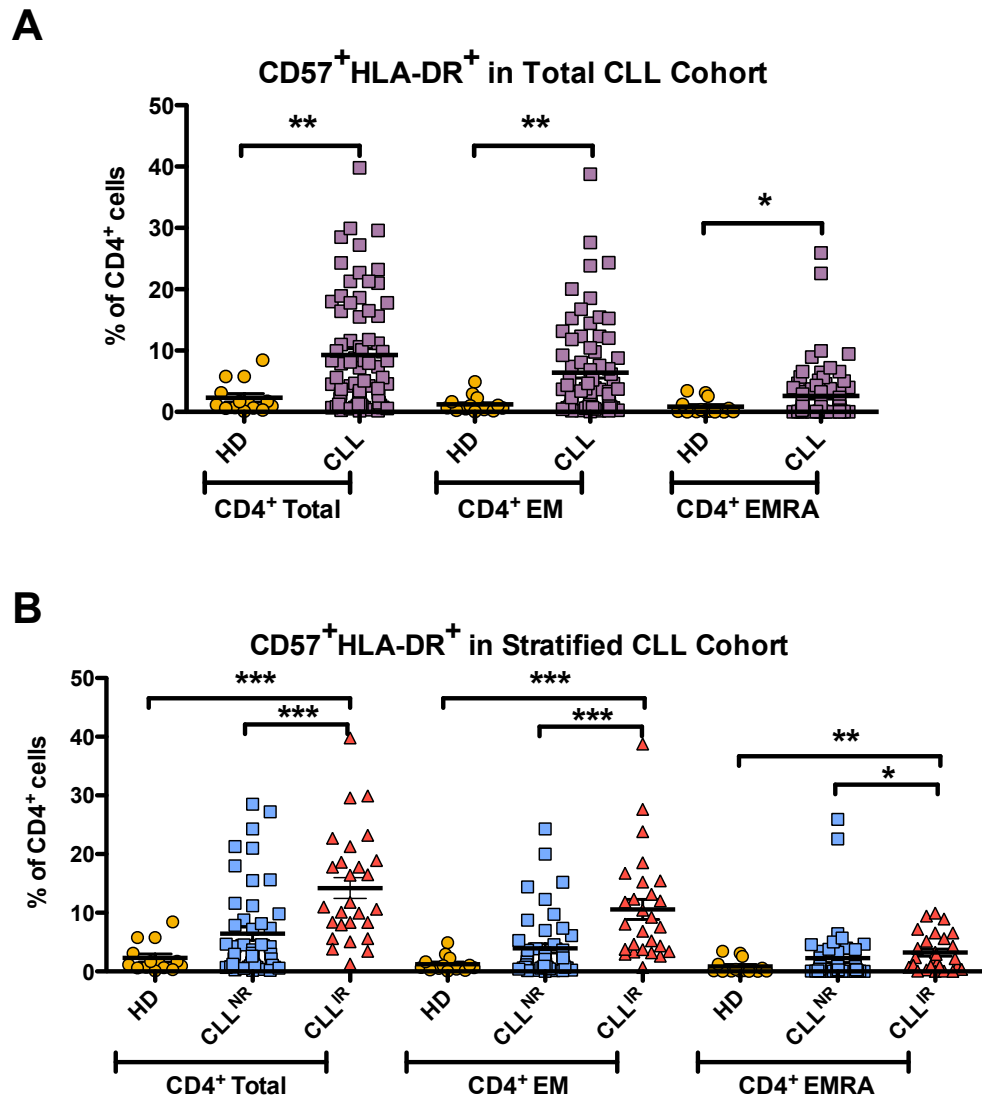 A
CD57⁺HLA-DR⁺ in Total CLL Cohort
% of CD4⁺ cells
50
40
30
20
10
0
**
**
*
HD
CLL
HD
CLL
HD
CLL
CD4⁺ Total
CD4⁺ EM
CD4⁺ EMRA
B
CD57⁺HLA-DR⁺ in Stratified CLL Cohort
% of CD4⁺ cells
50
40
30
20
10
0
***
***
***
***
**
*
HD
CLLᴺᴿ
CLLᴵᴿ
HD
CLLᴺᴿ
CLLᴵᴿ
HD
CLLᴺᴿ
CLLᴵᴿ
CD4⁺ Total
CD4⁺ EM
CD4⁺ EMRA